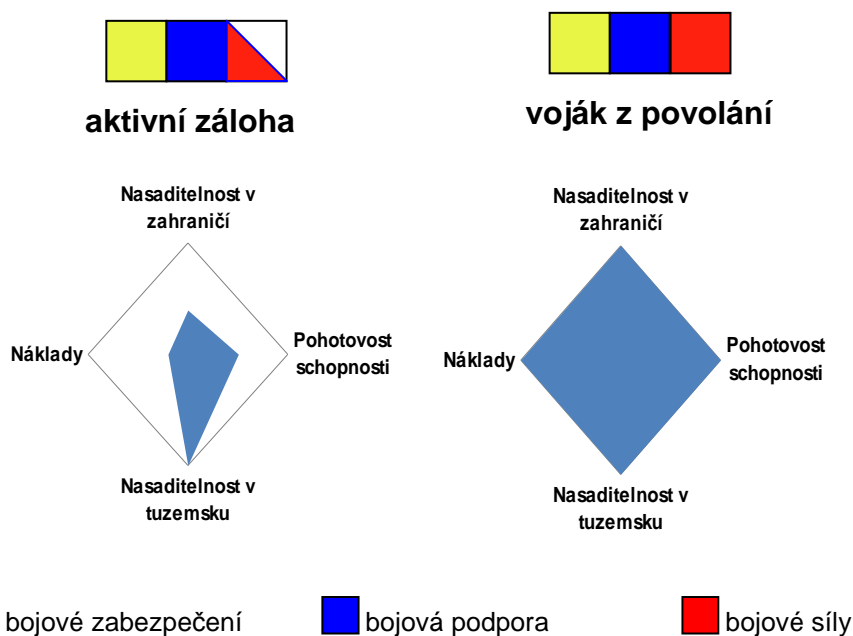 aktivní záloha
voják z povolání
Nasaditelnost v
zahraničí
Náklady
Pohotovost
schopnosti
Nasaditelnost v
tuzemsku
Nasaditelnost v
zahraničí
Náklady
Pohotovost
schopnosti
Nasaditelnost v
tuzemsku
bojové zabezpečení
bojová podpora
bojové síly